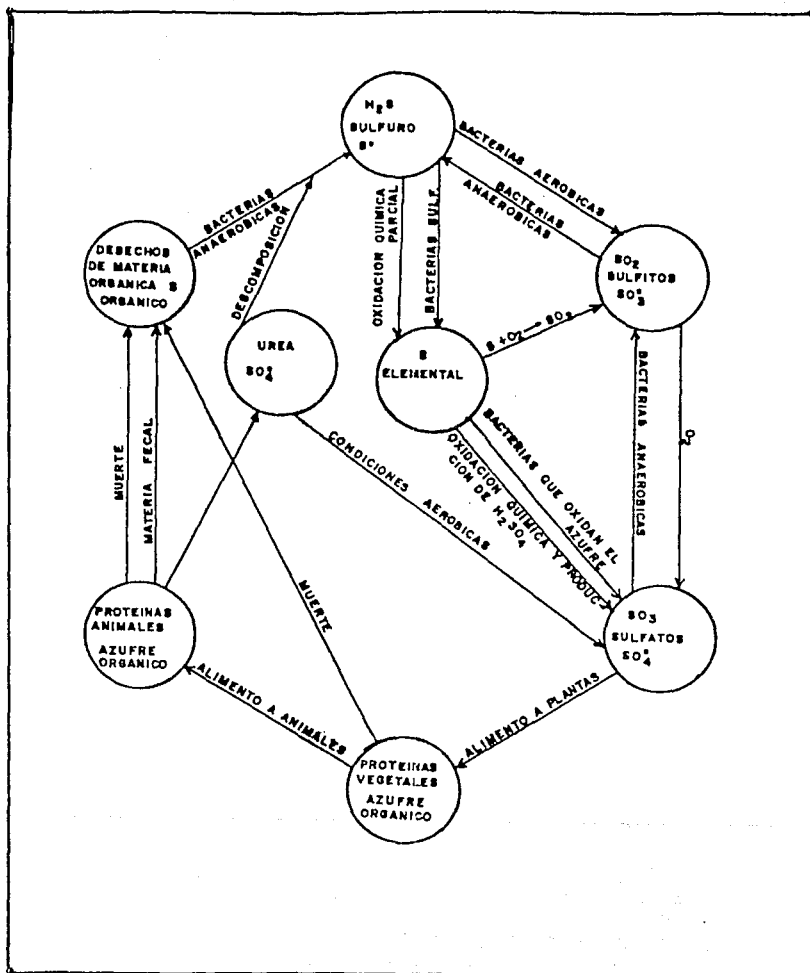 H2S
SULFURO
S=
BACTERIAS AEROBICAS
BACTERIAS
ANAEROBICAS
BACTERIAS
ANAEROBICAS
OXIDACION QUIMICA
PARCIAL
BACTERIAS SULF.
DESECHOS
DE MATERIA
ORGANICA S
ORGANICO
DESCOMPOSICION
SO2
SULFITOS
SO3=
UREA
SO4=
S
ELEMENTAL
S + O2 → SO2
O2
BACTERIAS ANAEROBICAS
MUERTE
MATERIA FECAL
CONDICIONES AEROBICAS
OXIDACION QUIMICA Y PRODUC-
CION DE H2SO4
BACTERIAS QUE OXIDAN EL
AZUFRE
MUERTE
PROTEINAS
ANIMALES
AZUFRE
ORGANICO
SO3
SULFATOS
SO4=
ALIMENTO A ANIMALES
ALIMENTO A PLANTAS
PROTEINAS
VEGETALES
AZUFRE
ORGANICO